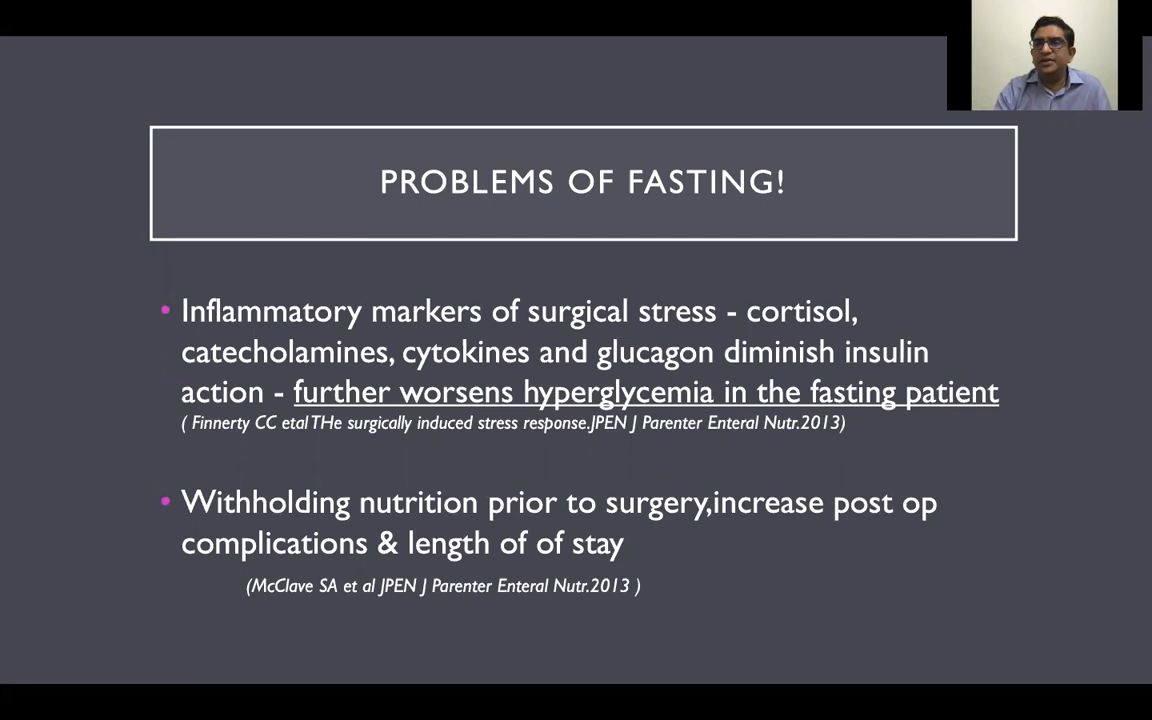 PROBLEMS OF FASTING!
• Inflammatory markers of surgical stress - cortisol,
catecholamines, cytokines and glucagon diminish insulin
action - further worsens hyperglycemia in the fasting patient
( Finnerty CC etal THe surgically induced stress response.JPEN J Parenter Enteral Nutr.2013)
• Withholding nutrition prior to surgery,increase post op
complications & length of of stay
(McClave SA et al JPEN J Parenter Enteral Nutr.2013 )